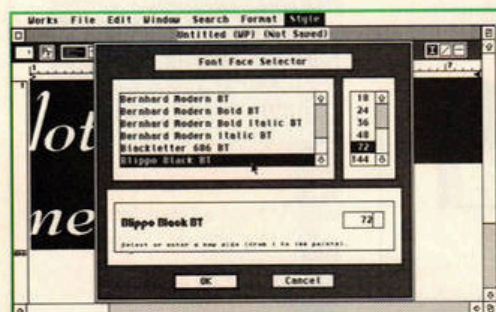 Works File Edit Window Search Format Style
Untitled (WP) (Not Saved)
Font Face Selector
Bernhard Modern BT
Bernhard Modern Bold BT
Bernhard Modern Bold Italic BT
Bernhard Modern Italic BT
Blackletter 686 BT
Blippo Black BT
18
24
36
48
72
144
lot
ne
Blippo Black BT
72
Select or enter a new size (from 1 to 144 points).
OK
Cancel